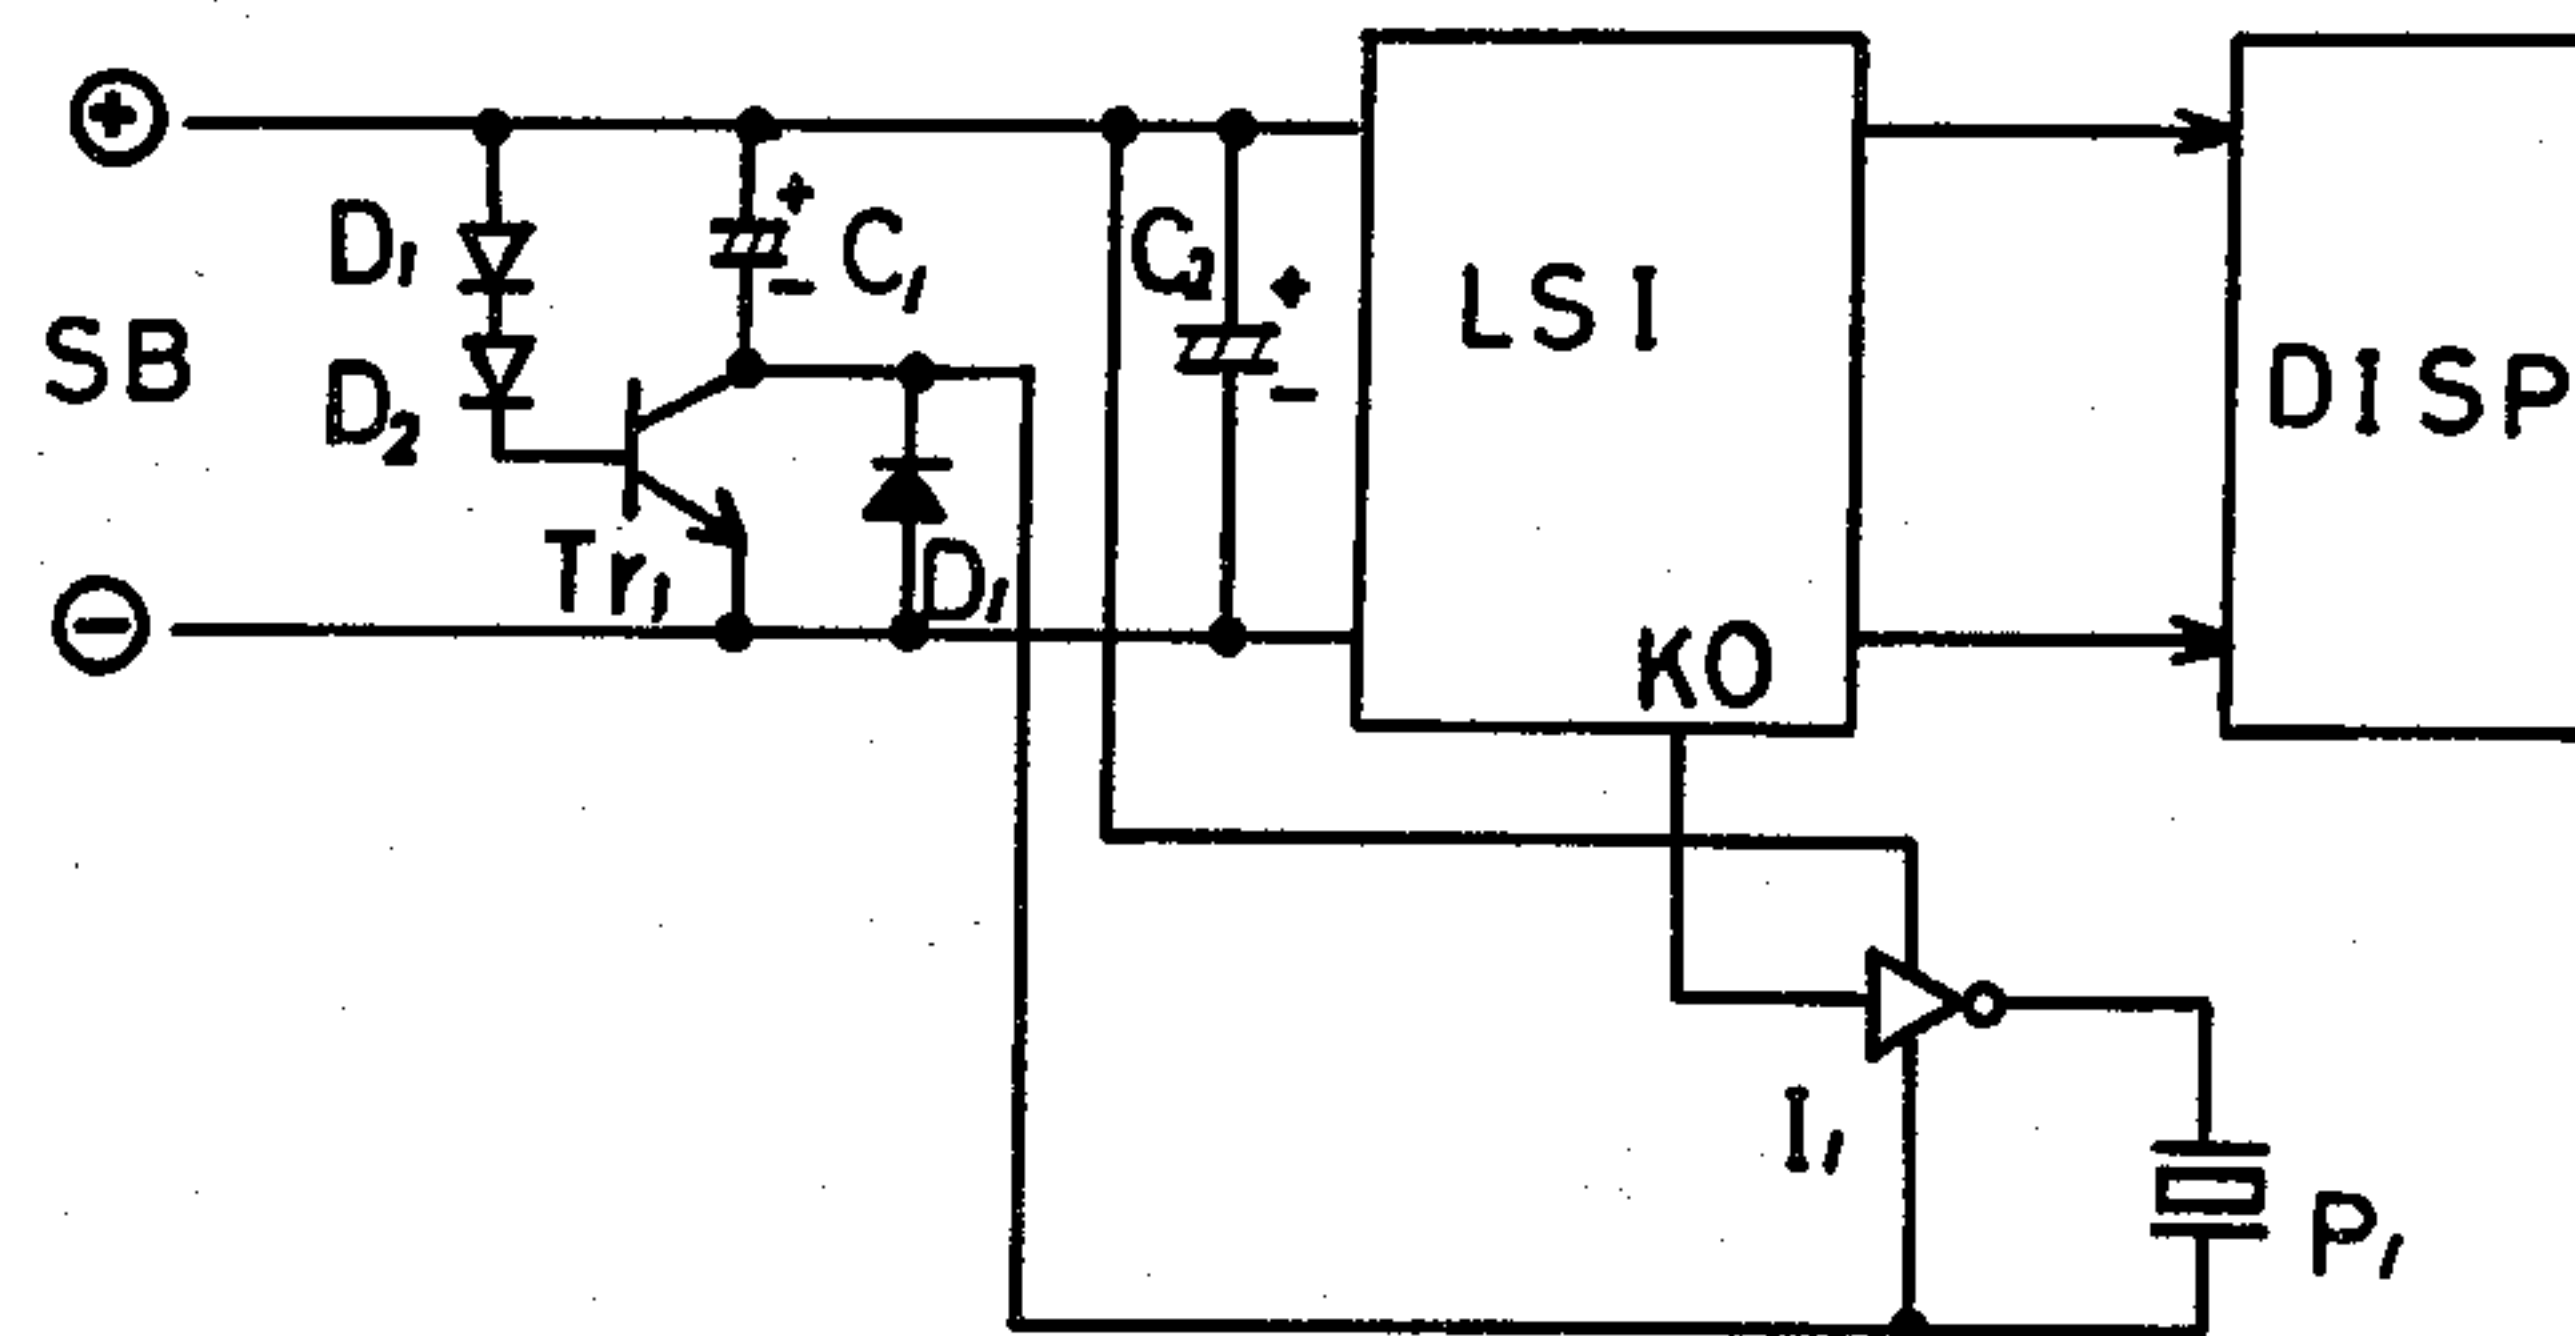 +
SB
-
D1
D2
Tr1
+
- C1
D1
C2
+
-
LSI
KO
DISP
I1
P1